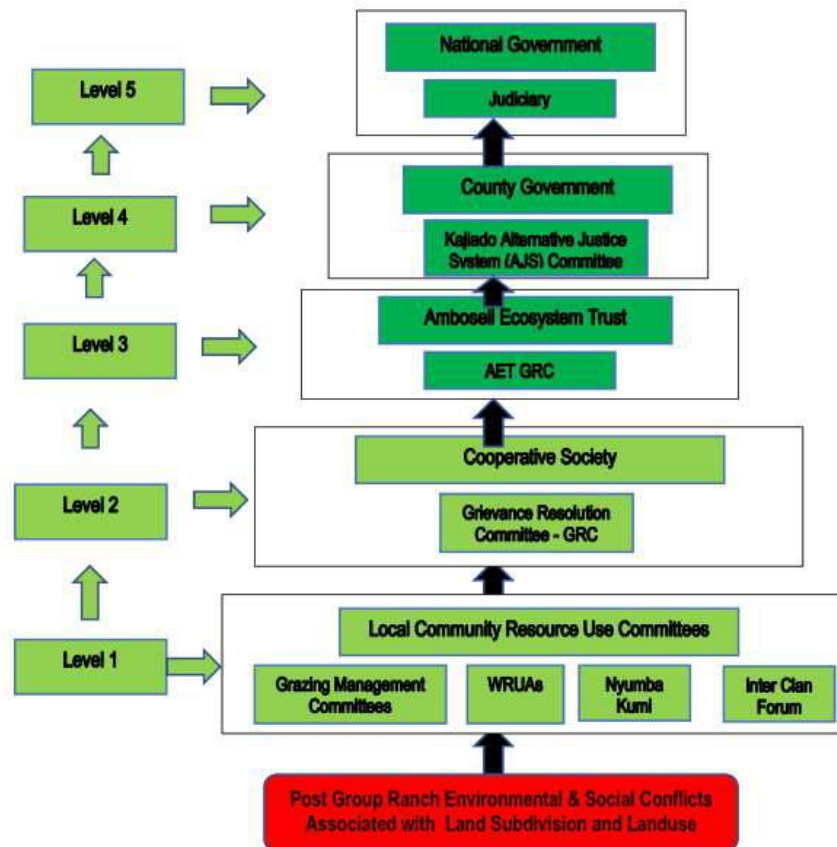 National Government
Level 5
Judiciary
County Government
Level 4
Kajiado Alternative Justice
System (AJS) Committee
Amboseli Ecosystem Trust
Level 3
AET GRC
Cooperative Society
Level 2
Grievance Resolution
Committee - GRC
Local Community Resource Use Committees
Level 1
Grazing Management
Committees
WRUAs
Nyumba
Kumi
Inter Clan
Forum
Post Group Ranch Environmental & Social Conflicts
Associated with Land Subdivision and Landuse